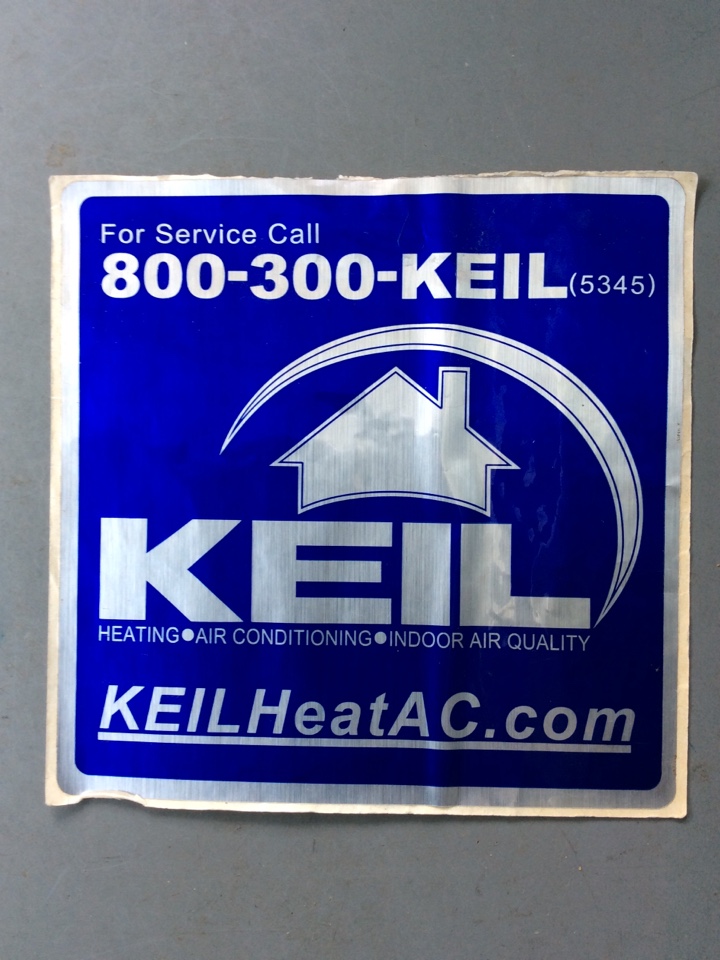 For Service Call
800-300-KEIL(5345)
KEIL
HEATING●AIR CONDITIONING●INDOOR AIR QUALITY
KEILHeatAC.com